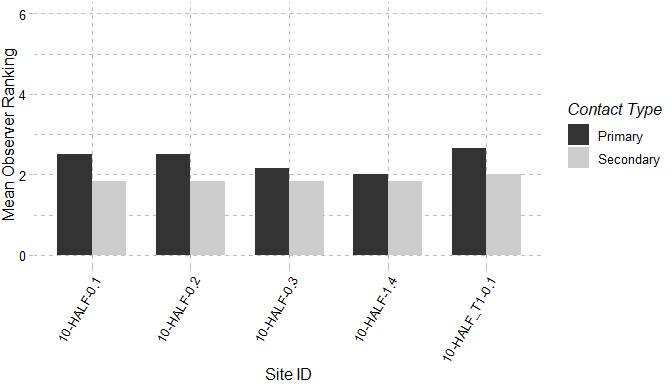 6
4
2
0
Mean Observer Ranking
10-HALF-0.1
10-HALF-0.2
10-HALF-0.3
10-HALF-1.4
10-HALF_T1-0.1
Site ID
Contact Type
Primary
Secondary